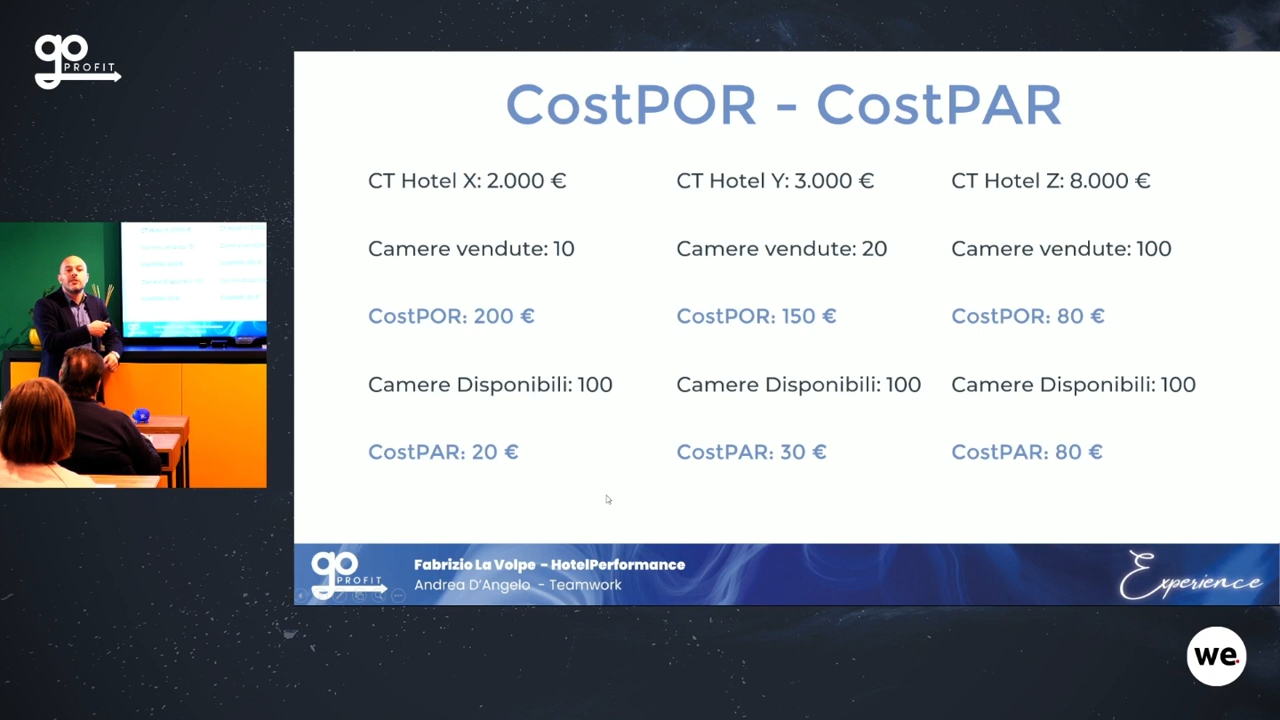 go
PROFIT
CostPOR - CostPAR
CT Hotel X: 2.000 €
CT Hotel Y: 3.000 €
CT Hotel Z: 8.000 €
Camere vendute: 10
Camere vendute: 20
Camere vendute: 100
CostPOR: 200 €
CostPOR: 150 €
CostPOR: 80 €
Camere Disponibili: 100
Camere Disponibili: 100
Camere Disponibili: 100
CostPAR: 20 €
CostPAR: 30 €
CostPAR: 80 €
go
PROFIT
Fabrizio La Volpe - HotelPerformance
Andrea D'Angelo - Teamwork
Experience
we.